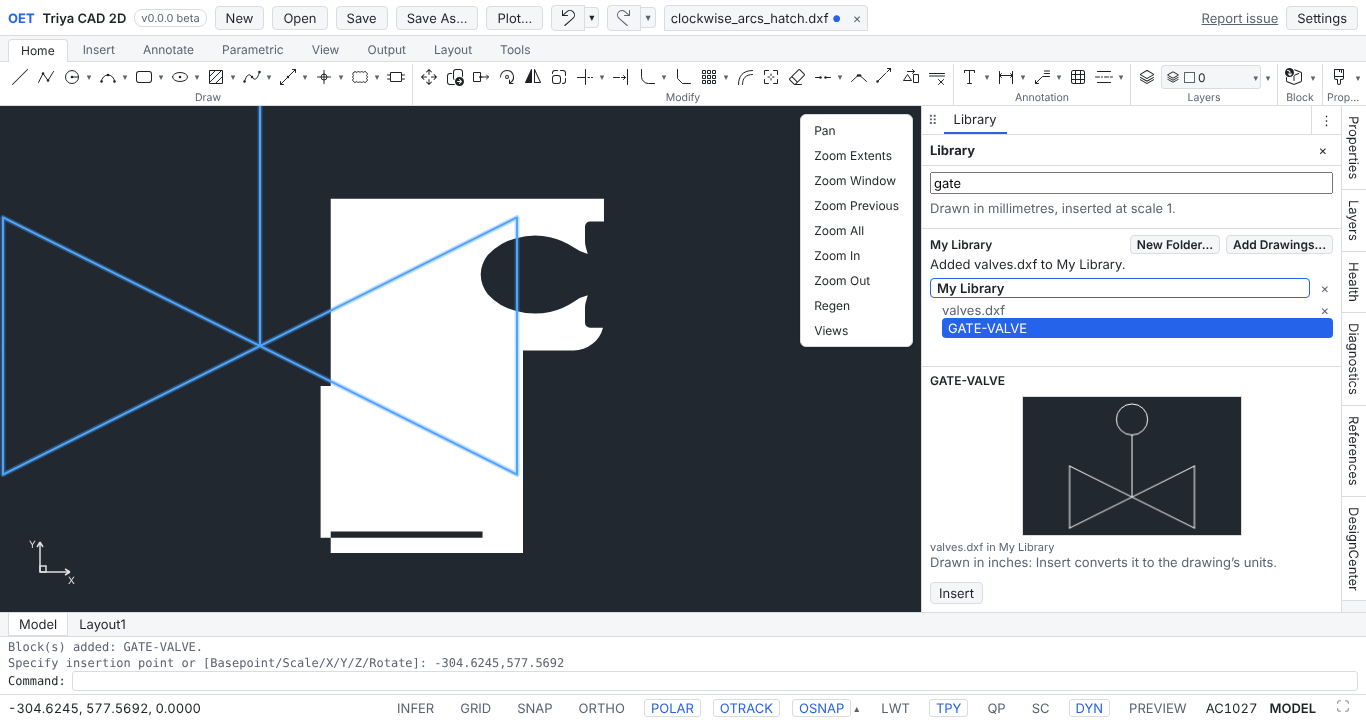 OET Triya CAD 2D v0.0.0 beta New Open Save Save As... Plot... clockwise_arcs_hatch.dxf × Report issue Settings
Home Insert Annotate Parametric View Output Layout Tools
0
Draw Modify Annotation Layers Block Prop...
Pan
Zoom Extents
Zoom Window
Zoom Previous
Zoom All
Zoom In
Zoom Out
Regen
Views
Y
X
Library
Library ×
gate
Drawn in millimetres, inserted at scale 1.
My Library New Folder... Add Drawings...
Added valves.dxf to My Library.
My Library ×
valves.dxf ×
GATE-VALVE
GATE-VALVE
valves.dxf in My Library
Drawn in inches: Insert converts it to the drawing's units.
Insert
Properties
Layers
Health
Diagnostics
References
DesignCenter
Model Layout1
Block(s) added: GATE-VALVE.
Specify insertion point or [Basepoint/Scale/X/Y/Z/Rotate]: -304.6245,577.5692
Command:
-304.6245, 577.5692, 0.0000 INFER GRID SNAP ORTHO POLAR OTRACK OSNAP LWT TPY QP SC DYN PREVIEW AC1027 MODEL